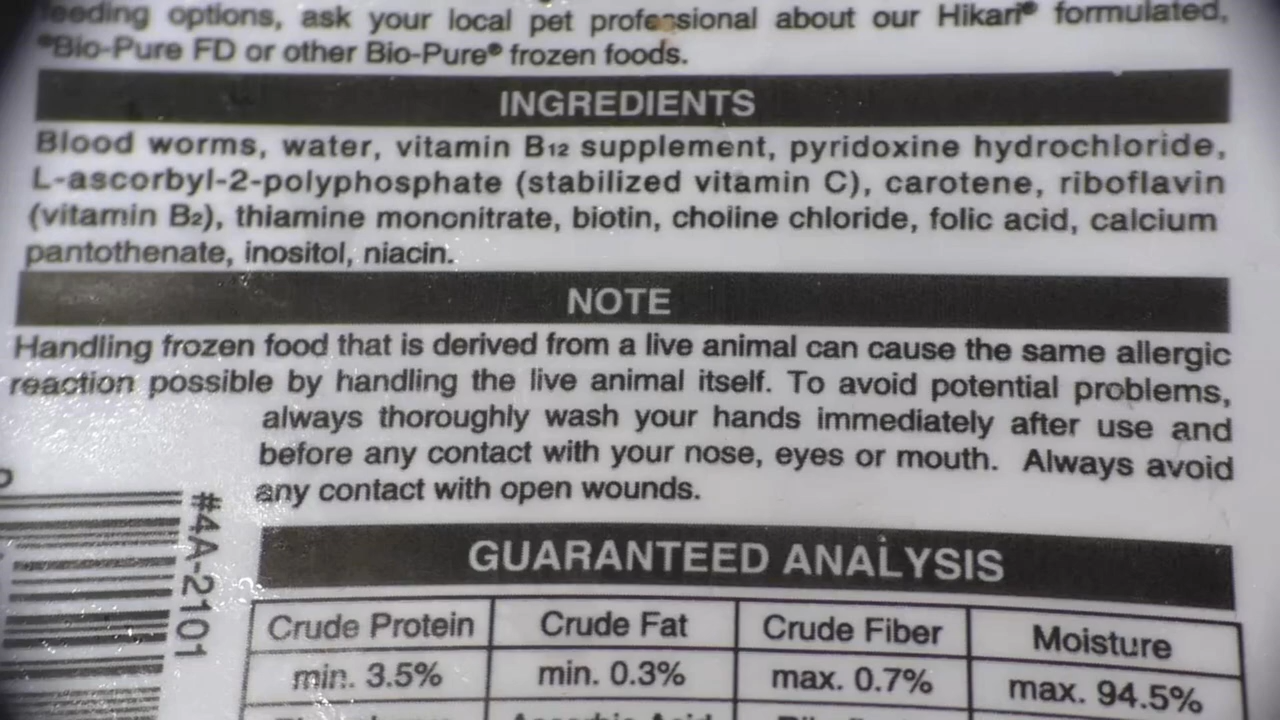 feeding options, ask your local pet professional about our Hikari® formulated,
®Bio-Pure FD or other Bio-Pure® frozen foods.
INGREDIENTS
Blood worms, water, vitamin B12 supplement, pyridoxine hydrochloride,
L-ascorbyl-2-polyphosphate (stabilized vitamin C), carotene, riboflavin
(vitamin B2), thiamine mononitrate, biotin, choline chloride, folic acid, calcium
pantothenate, inositol, niacin.
NOTE
Handling frozen food that is derived from a live animal can cause the same allergic
reaction possible by handling the live animal itself. To avoid potential problems,
always thoroughly wash your hands immediately after use and
before any contact with your nose, eyes or mouth. Always avoid
any contact with open wounds.
#4A-2101
GUARANTEED ANALYSIS
Crude Protein Crude Fat Crude Fiber Moisture
min. 3.5% min. 0.3% max. 0.7% max. 94.5%